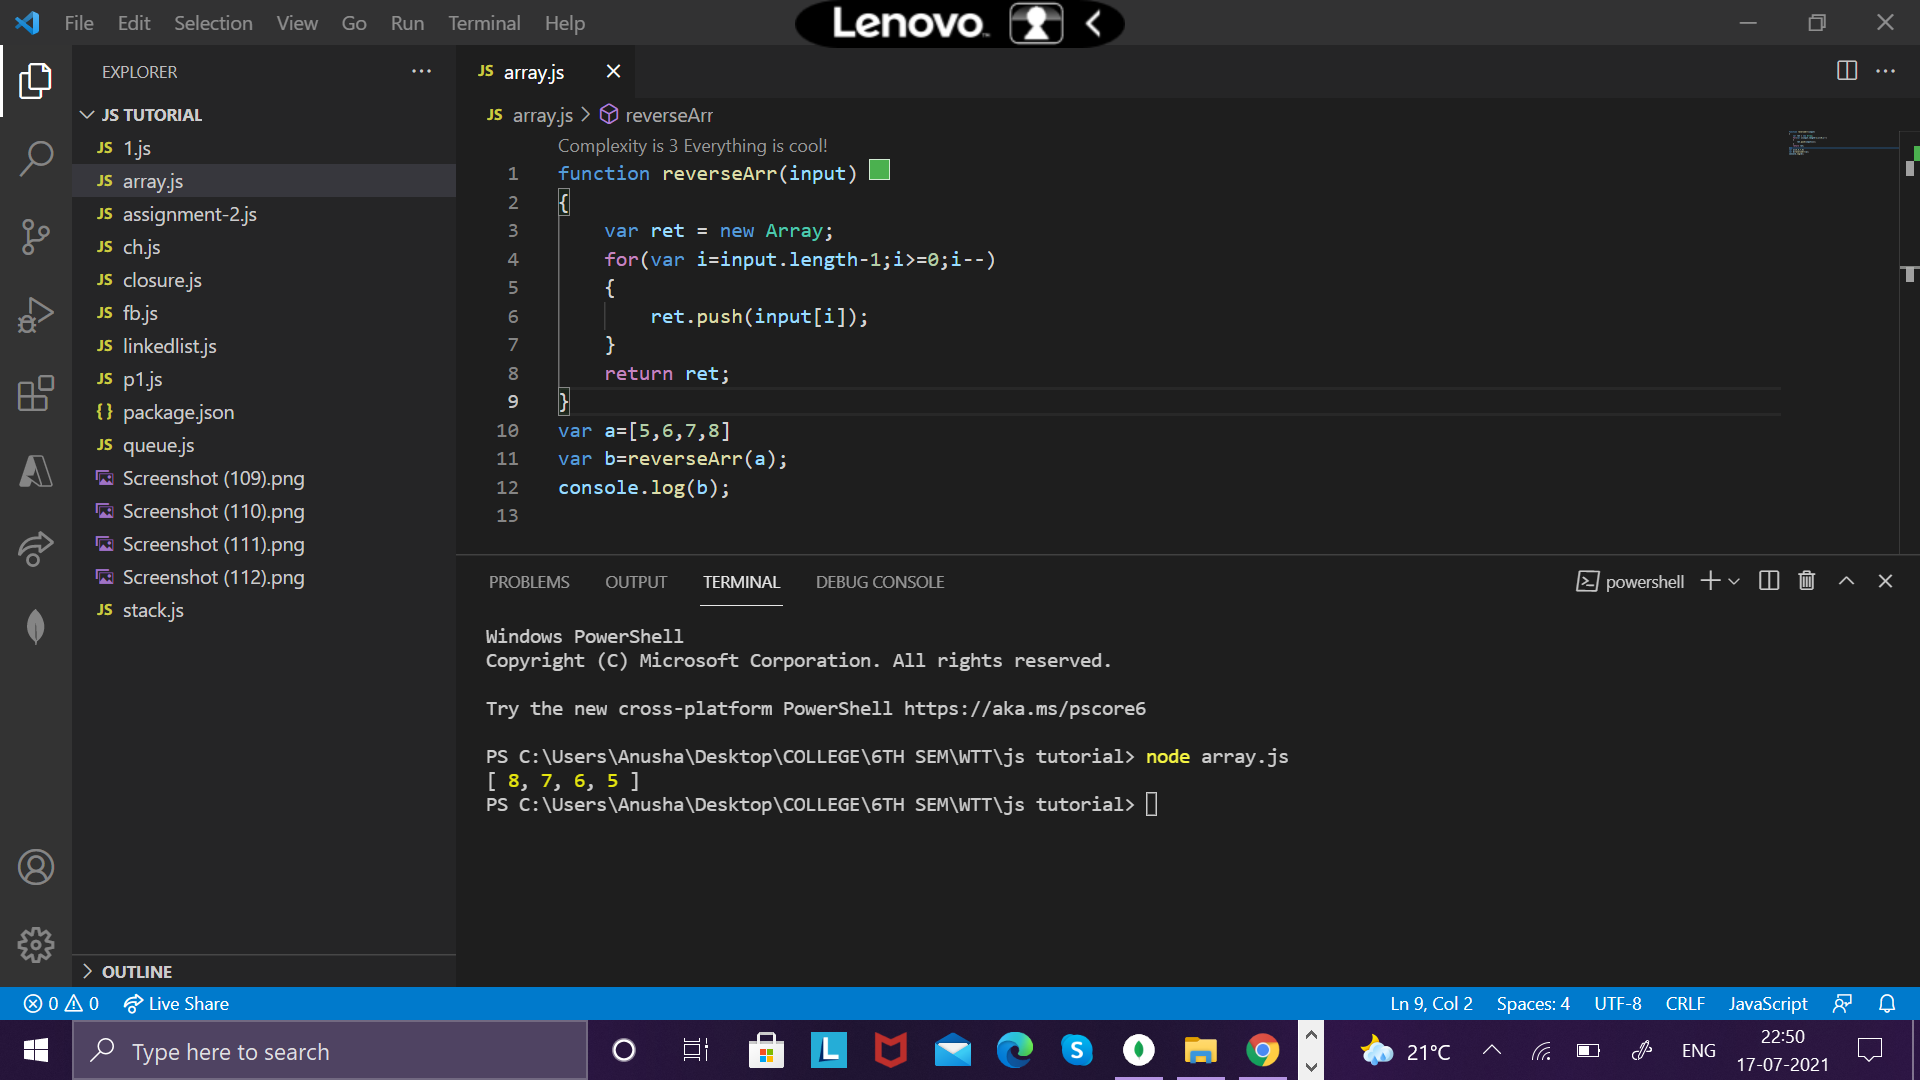 File Edit Selection View Go Run Terminal Help
Lenovo™
EXPLORER
JS array.js
JS TUTORIAL
JS 1.js
JS array.js
JS assignment-2.js
JS ch.js
JS closure.js
JS fb.js
JS linkedlist.js
JS p1.js
{} package.json
JS queue.js
Screenshot (109).png
Screenshot (110).png
Screenshot (111).png
Screenshot (112).png
JS stack.js
OUTLINE
JS array.js > reverseArr
Complexity is 3 Everything is cool!
1 function reverseArr(input)
2 {
3 var ret = new Array;
4 for(var i=input.length-1;i>=0;i--)
5 {
6 ret.push(input[i]);
7 }
8 return ret;
9 }
10 var a=[5,6,7,8]
11 var b=reverseArr(a);
12 console.log(b);
13
PROBLEMS OUTPUT TERMINAL DEBUG CONSOLE
powershell
Windows PowerShell
Copyright (C) Microsoft Corporation. All rights reserved.
Try the new cross-platform PowerShell https://aka.ms/pscore6
PS C:\Users\Anusha\Desktop\COLLEGE\6TH SEM\WTT\js tutorial> node array.js
[ 8, 7, 6, 5 ]
PS C:\Users\Anusha\Desktop\COLLEGE\6TH SEM\WTT\js tutorial>
0 0 Live Share
Ln 9, Col 2 Spaces: 4 UTF-8 CRLF JavaScript
Type here to search
L
S
21°C
ENG
22:50
17-07-2021